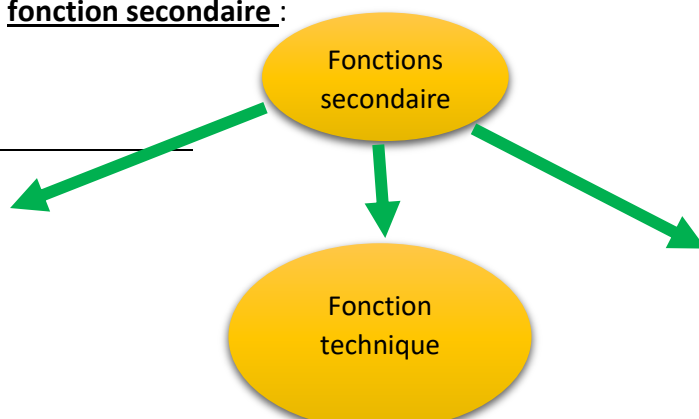 fonction secondaire :
Fonctions
secondaire
Fonction
technique